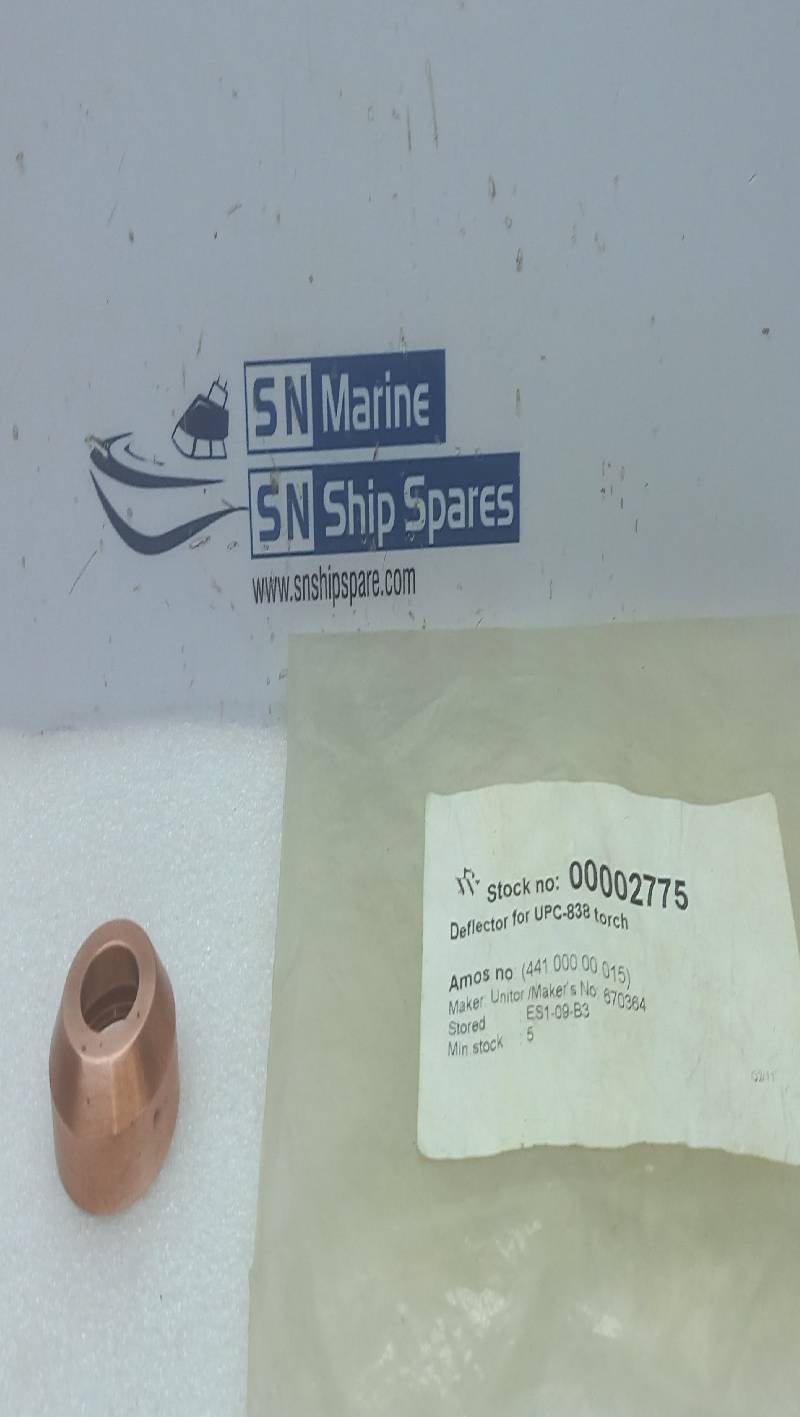 SN Marine
SN Ship Spares
www.snshipspare.com
Stock no: 00002775
Deflector for UPC-838 torch
Amos no (441 000 00 015)
Maker: Unitor /Maker's No: 670364
Stored : ES1-09-B3
Min.stock : 5